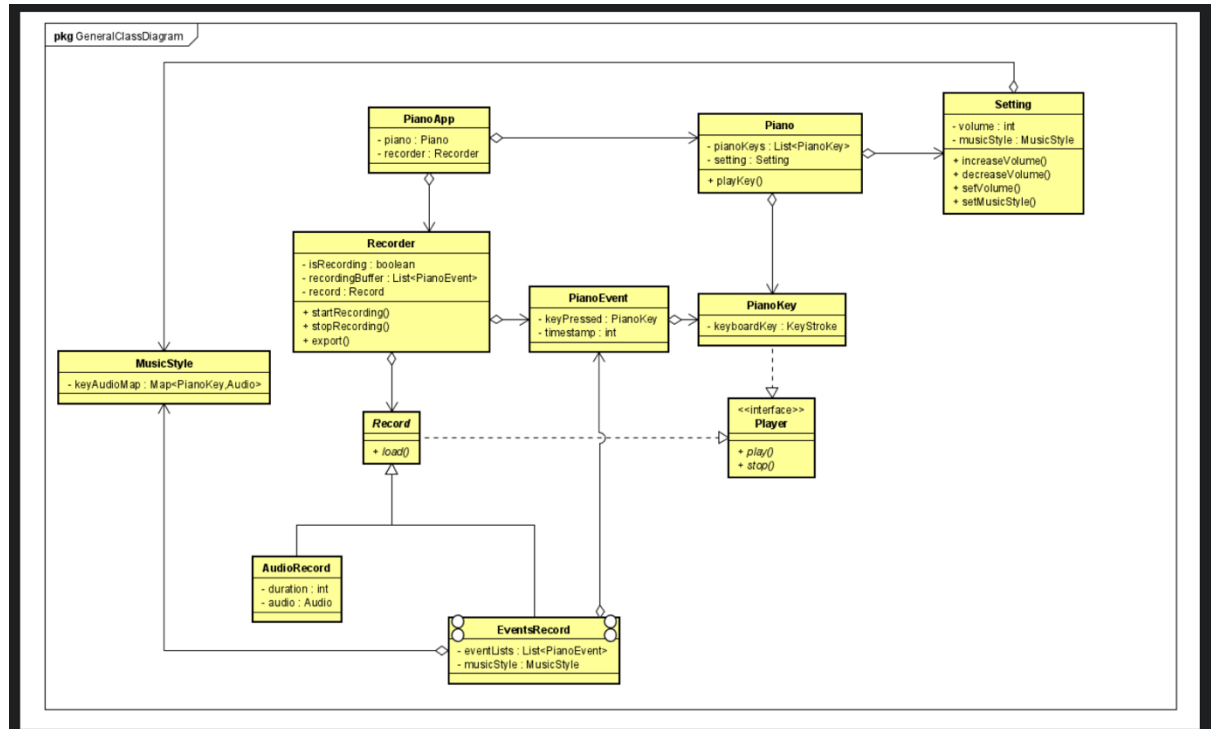 pkg GeneralClassDiagram
PianoApp
- piano : Piano
- recorder : Recorder
Piano
- pianoKeys : List<PianoKey>
- setting : Setting
+ playKey()
Setting
- volume : int
- musicStyle : MusicStyle
+ increaseVolume()
+ decreaseVolume()
+ setVolume()
+ setMusicStyle()
Recorder
- isRecording : boolean
- recordingBuffer : List<PianoEvent>
- record : Record
+ startRecording()
+ stopRecording()
+ export()
PianoEvent
- keyPressed : PianoKey
- timestamp : int
PianoKey
- keyboardKey : KeyStroke
MusicStyle
- keyAudioMap : Map<PianoKey,Audio>
Record
+ load()
<<interface>>
Player
+ play()
+ stop()
AudioRecord
- duration : int
- audio : Audio
EventsRecord
- eventLists : List<PianoEvent>
- musicStyle : MusicStyle